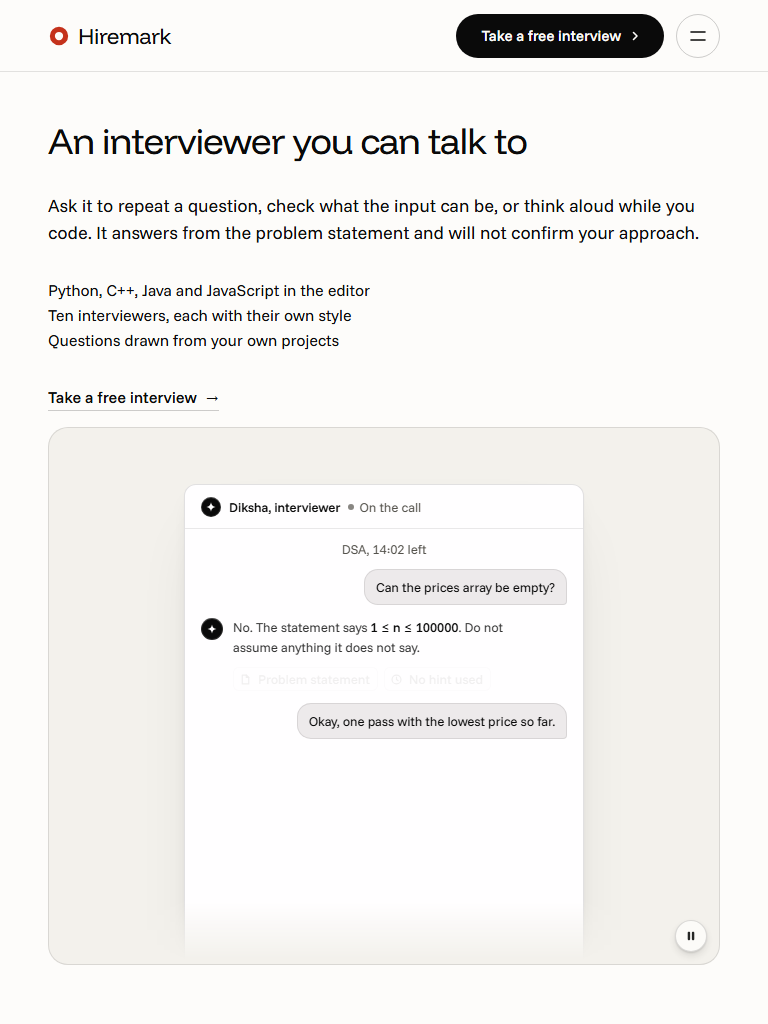 Hiremark
Take a free interview
An interviewer you can talk to
Ask it to repeat a question, check what the input can be, or think aloud while you
code. It answers from the problem statement and will not confirm your approach.
Python, C++, Java and JavaScript in the editor
Ten interviewers, each with their own style
Questions drawn from your own projects
Take a free interview →
Diksha, interviewer On the call
DSA, 14:02 left
Can the prices array be empty?
No. The statement says 1 ≤ n ≤ 100000. Do not
assume anything it does not say.
Problem statement No hint used
Okay, one pass with the lowest price so far.